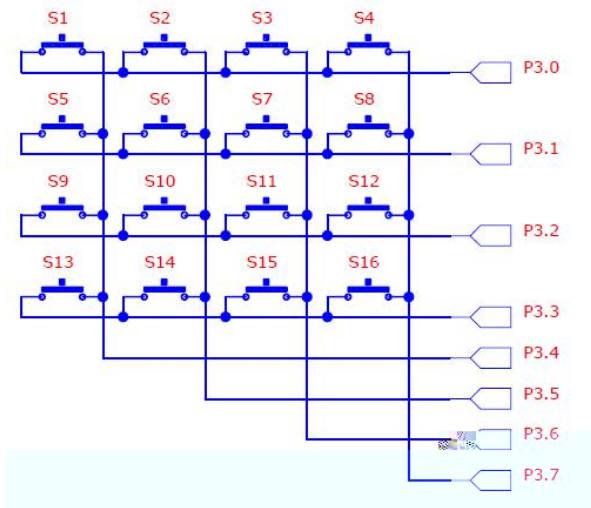 S1 S2 S3 S4
P3.0
S5 S6 S7 S8
P3.1
S9 S10 S11 S12
P3.2
S13 S14 S15 S16
P3.3
P3.4
P3.5
P3.6
P3.7